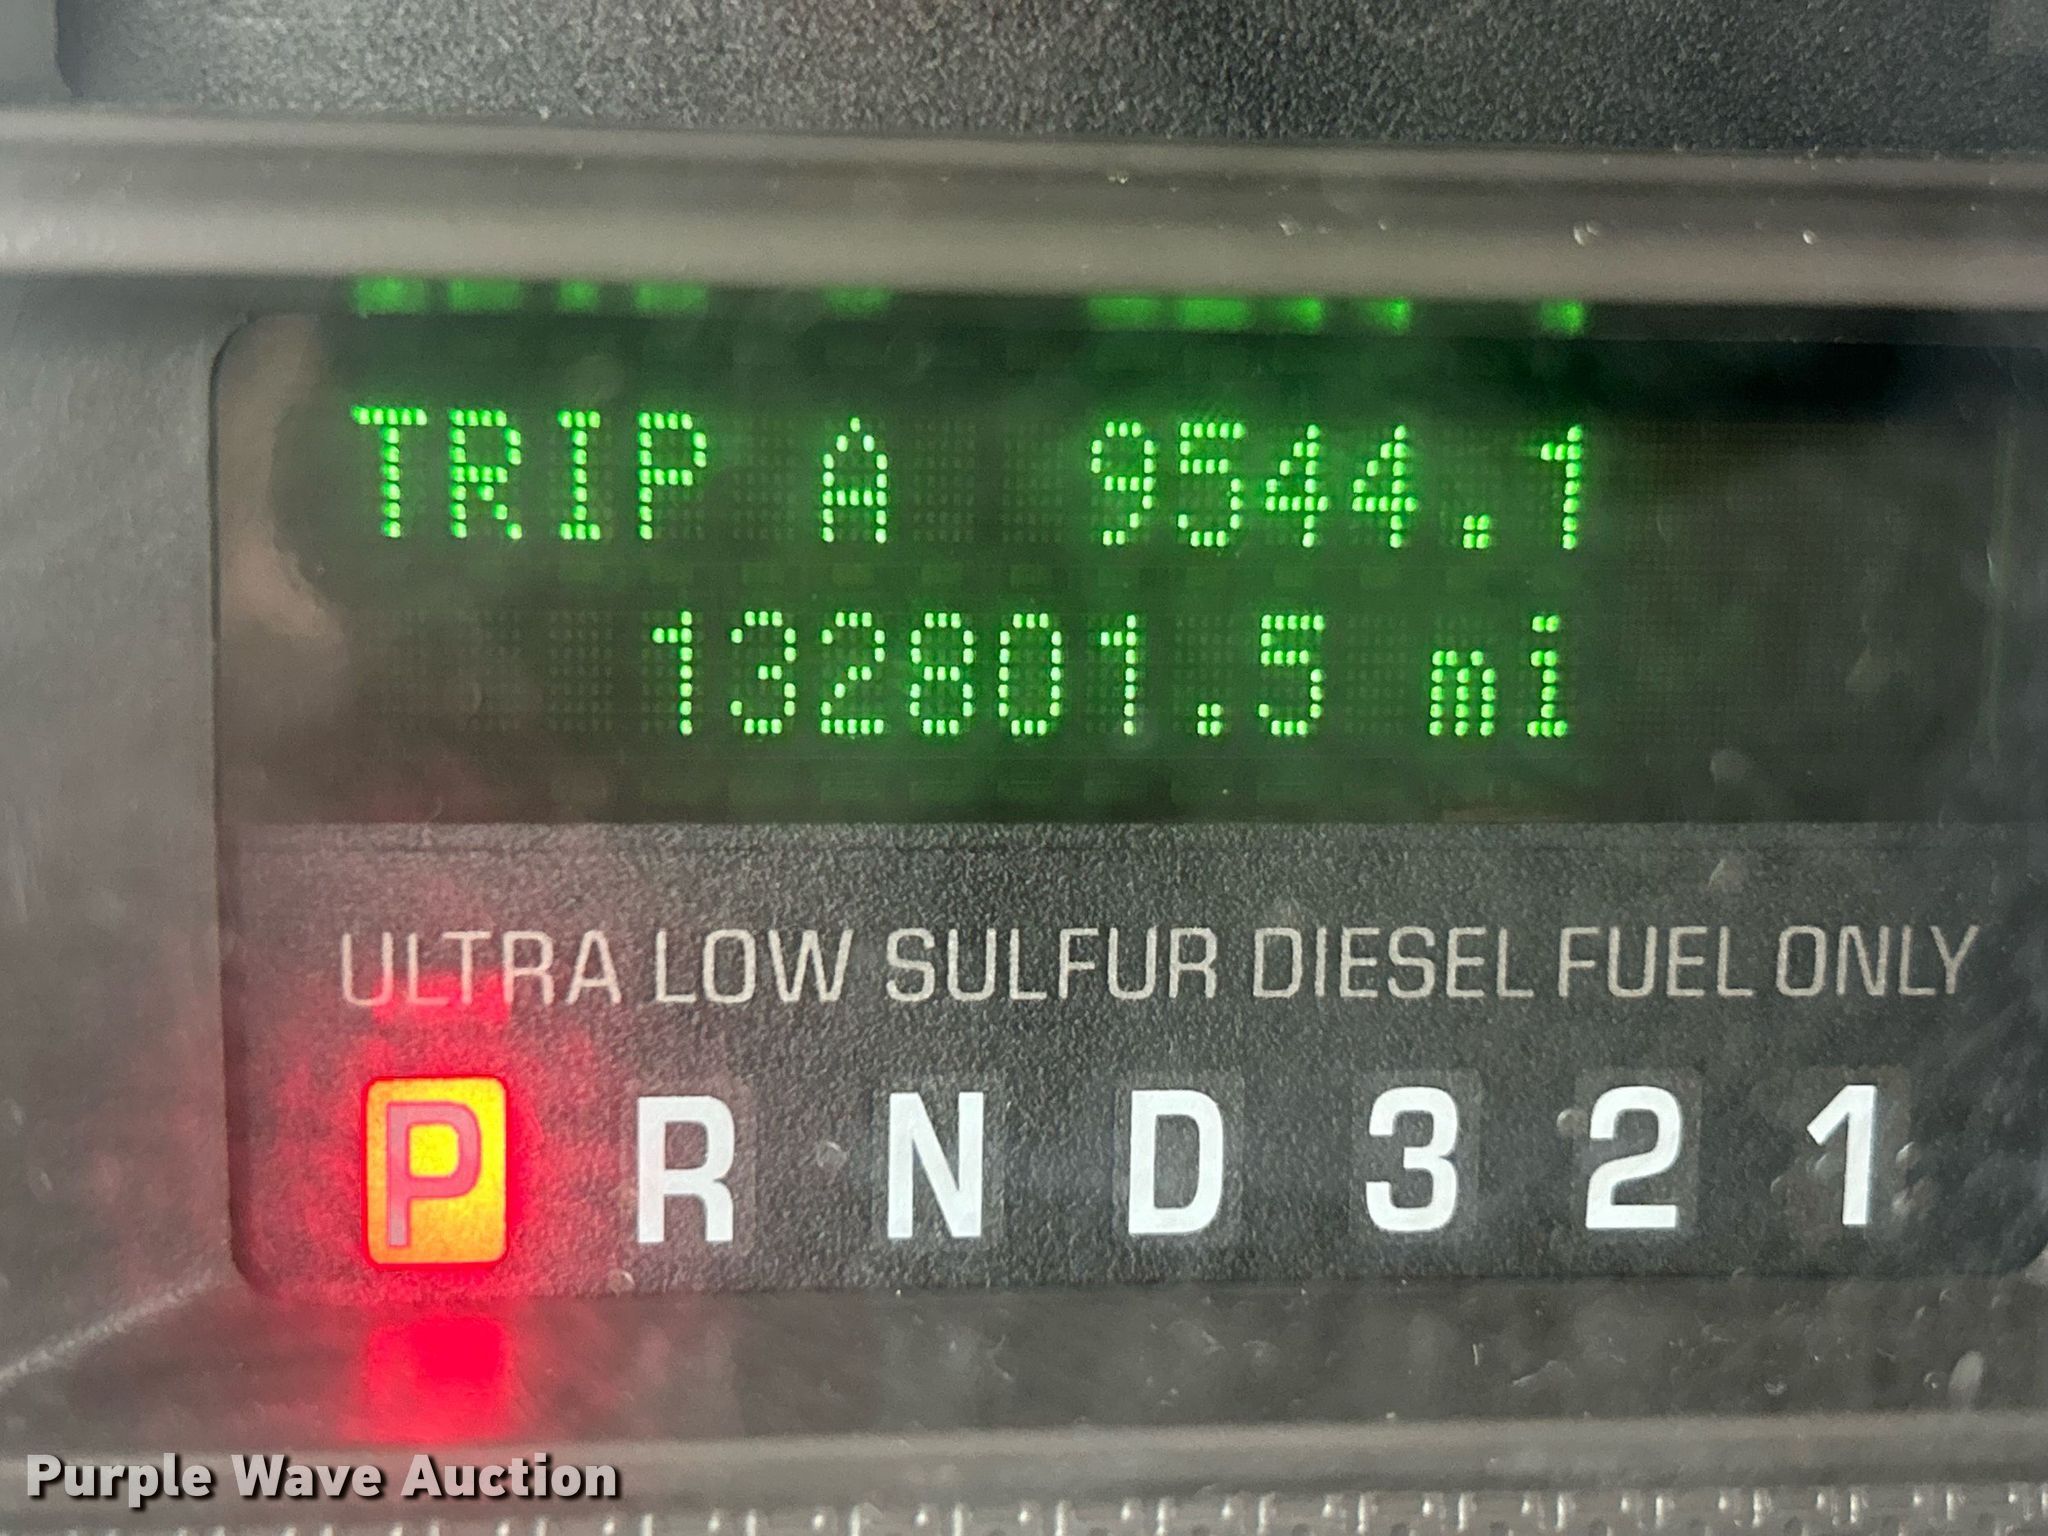 TRIP A 9544.1
132801.5 mi
ULTRA LOW SULFUR DIESEL FUEL ONLY
P R N D 3 2 1
Purple Wave Auction